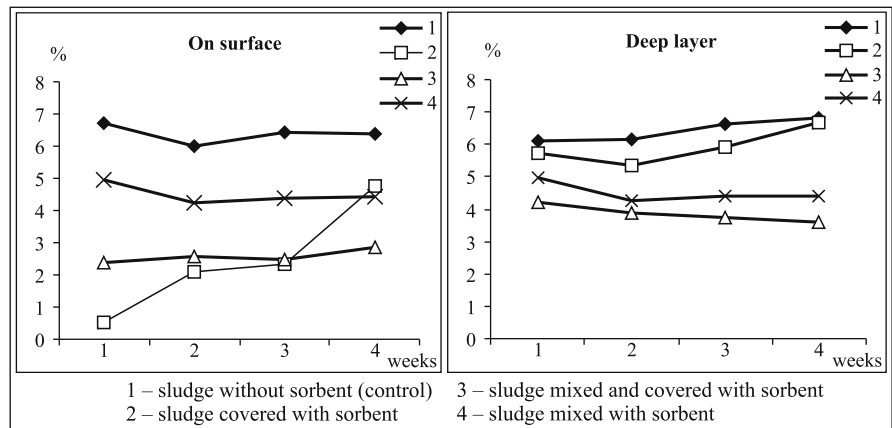 On surface
%
1
2
3
4
8
7
6
5
4
3
2
1
0
1 2 3 4
weeks
Deep layer
%
1
2
3
4
8
7
6
5
4
3
2
1
0
1 2 3 4
weeks
1 – sludge without sorbent (control)
2 – sludge covered with sorbent
3 – sludge mixed and covered with sorbent
4 – sludge mixed with sorbent